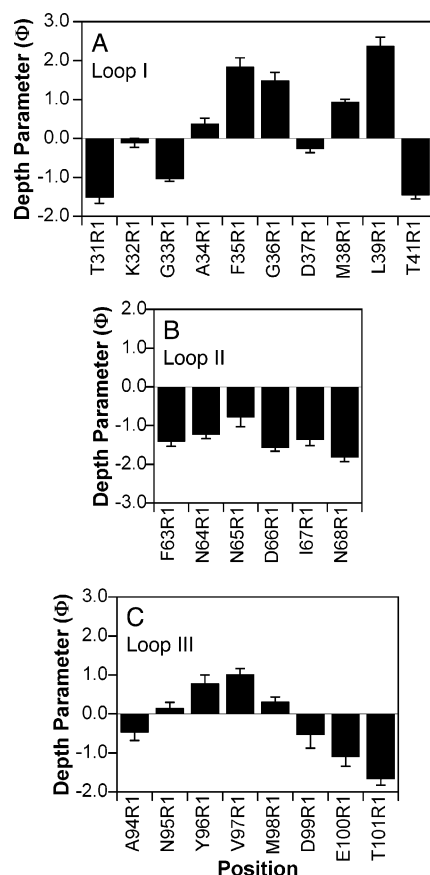 A
Loop I
Depth Parameter (Φ)
3.0
2.0
1.0
0.0
-1.0
-2.0
T31R1
K32R1
G33R1
A34R1
F35R1
G36R1
D37R1
M38R1
L39R1
T41R1
B
Loop II
Depth Parameter (Φ)
2.0
1.0
0.0
-1.0
-2.0
-3.0
F63R1
N64R1
N65R1
D66R1
I67R1
N68R1
C
Loop III
Depth Parameter (Φ)
3.0
2.0
1.0
0.0
-1.0
-2.0
A94R1
N95R1
Y96R1
V97R1
M98R1
D99R1
E100R1
T101R1
Position